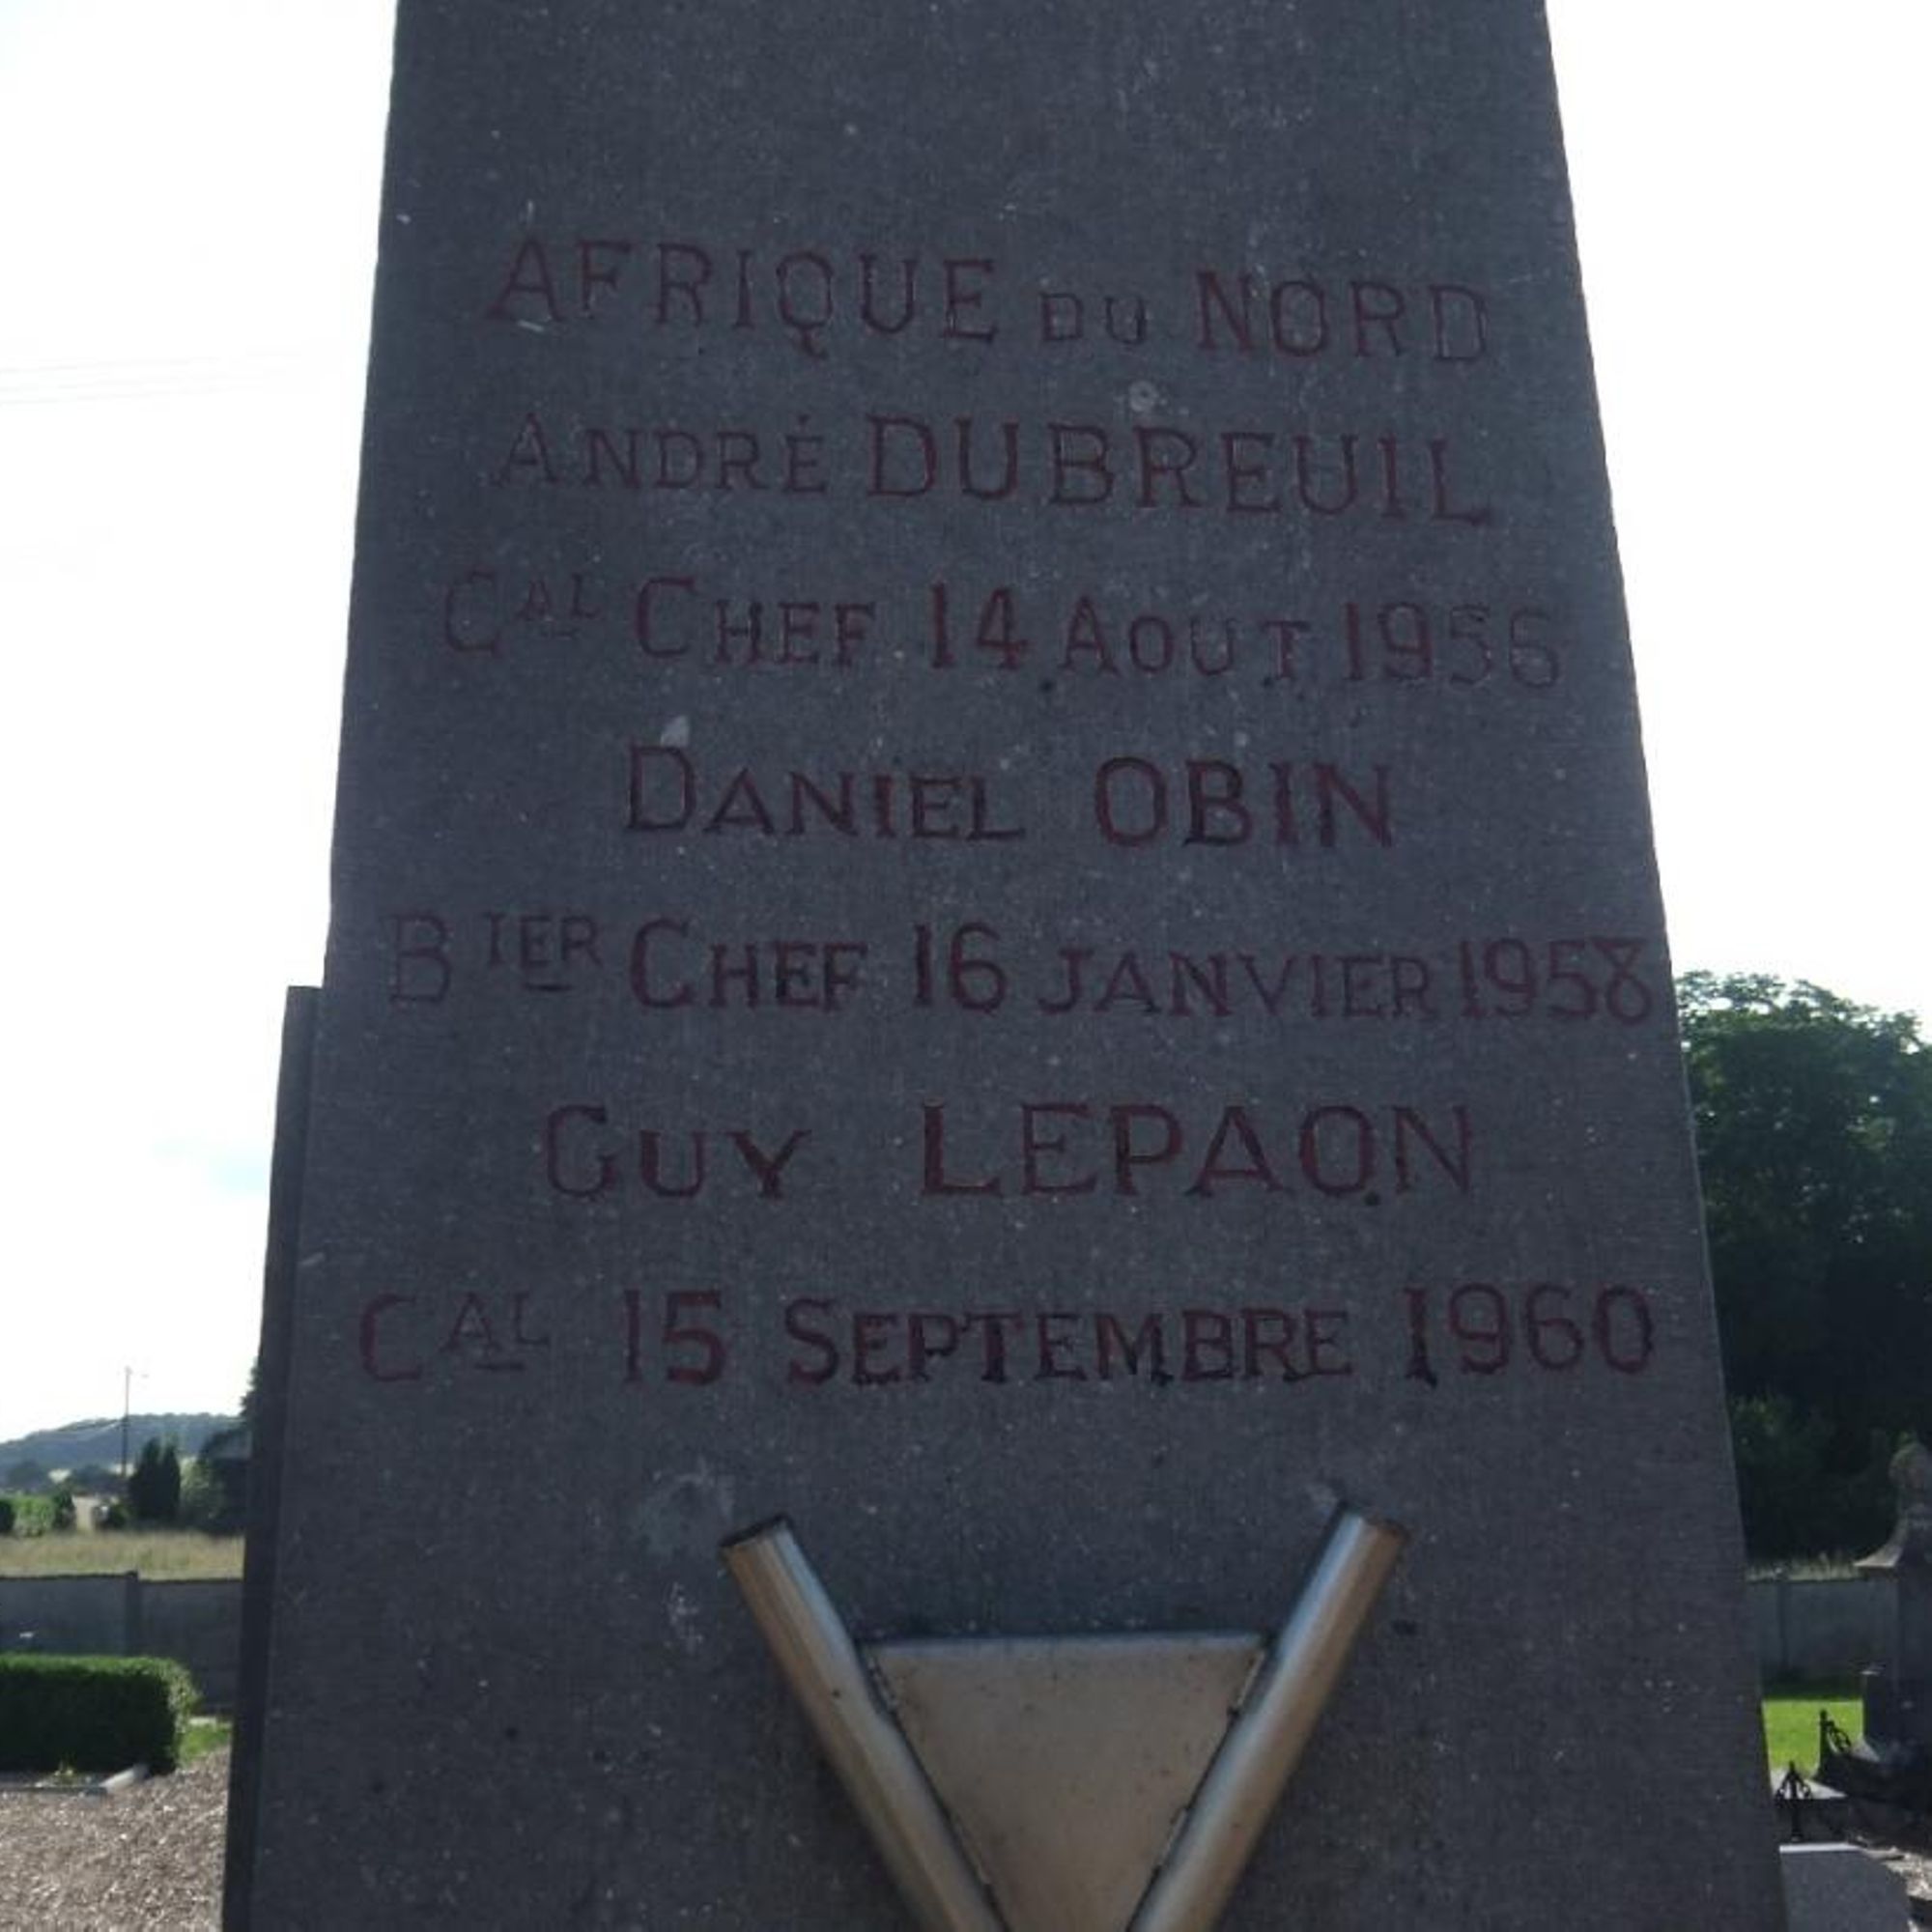 AFRIQUE DU NORD
ANDRÉ DUBREUIL
CAL CHEF 14 AOUT 1956
DANIEL OBIN
BIER CHEF 16 JANVIER 1958
GUY LEPAON
CAL 15 SEPTEMBRE 1960